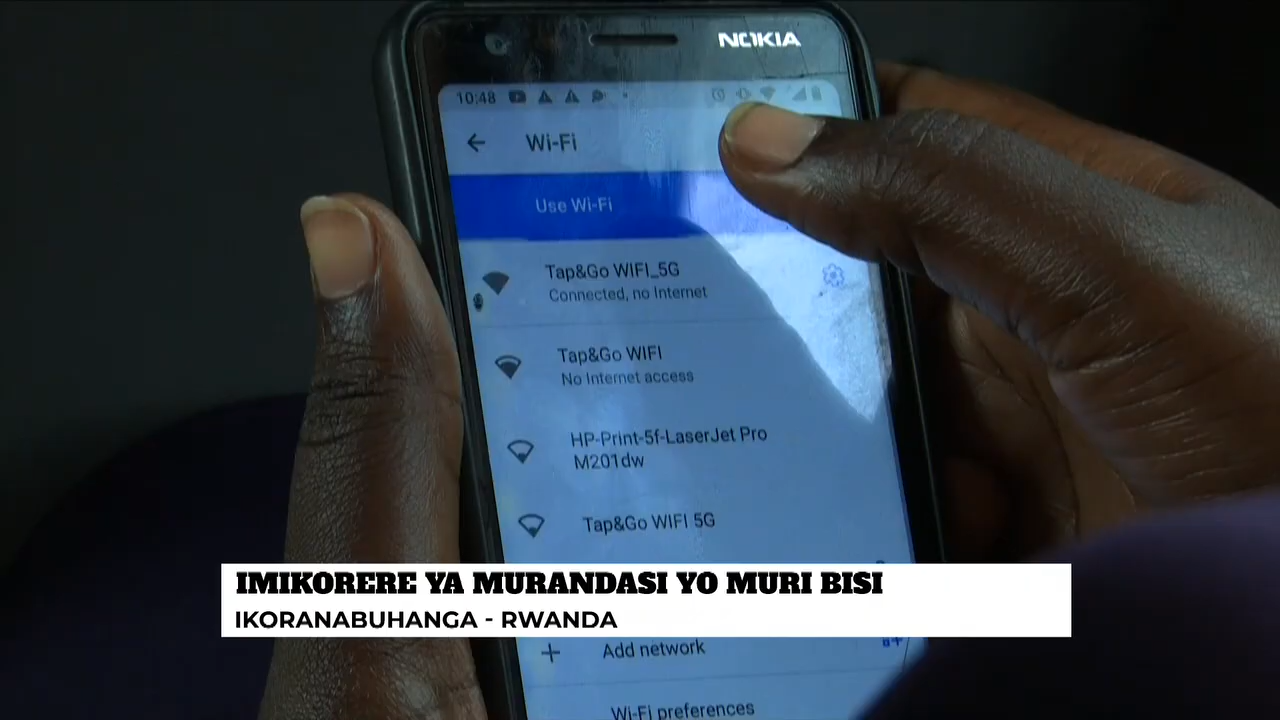 NOKIA
10:48
Wi-Fi
Use Wi-Fi
Tap&Go WIFI_5G
Connected, no Internet
Tap&Go WIFI
No Internet access
HP-Print-5f-LaserJet Pro
M201dw
Tap&Go WIFI 5G
IMIKORERE YA MURANDASI YO MURI BISI
IKORANABUHANGA - RWANDA
Add network
Wi-Fi preferences